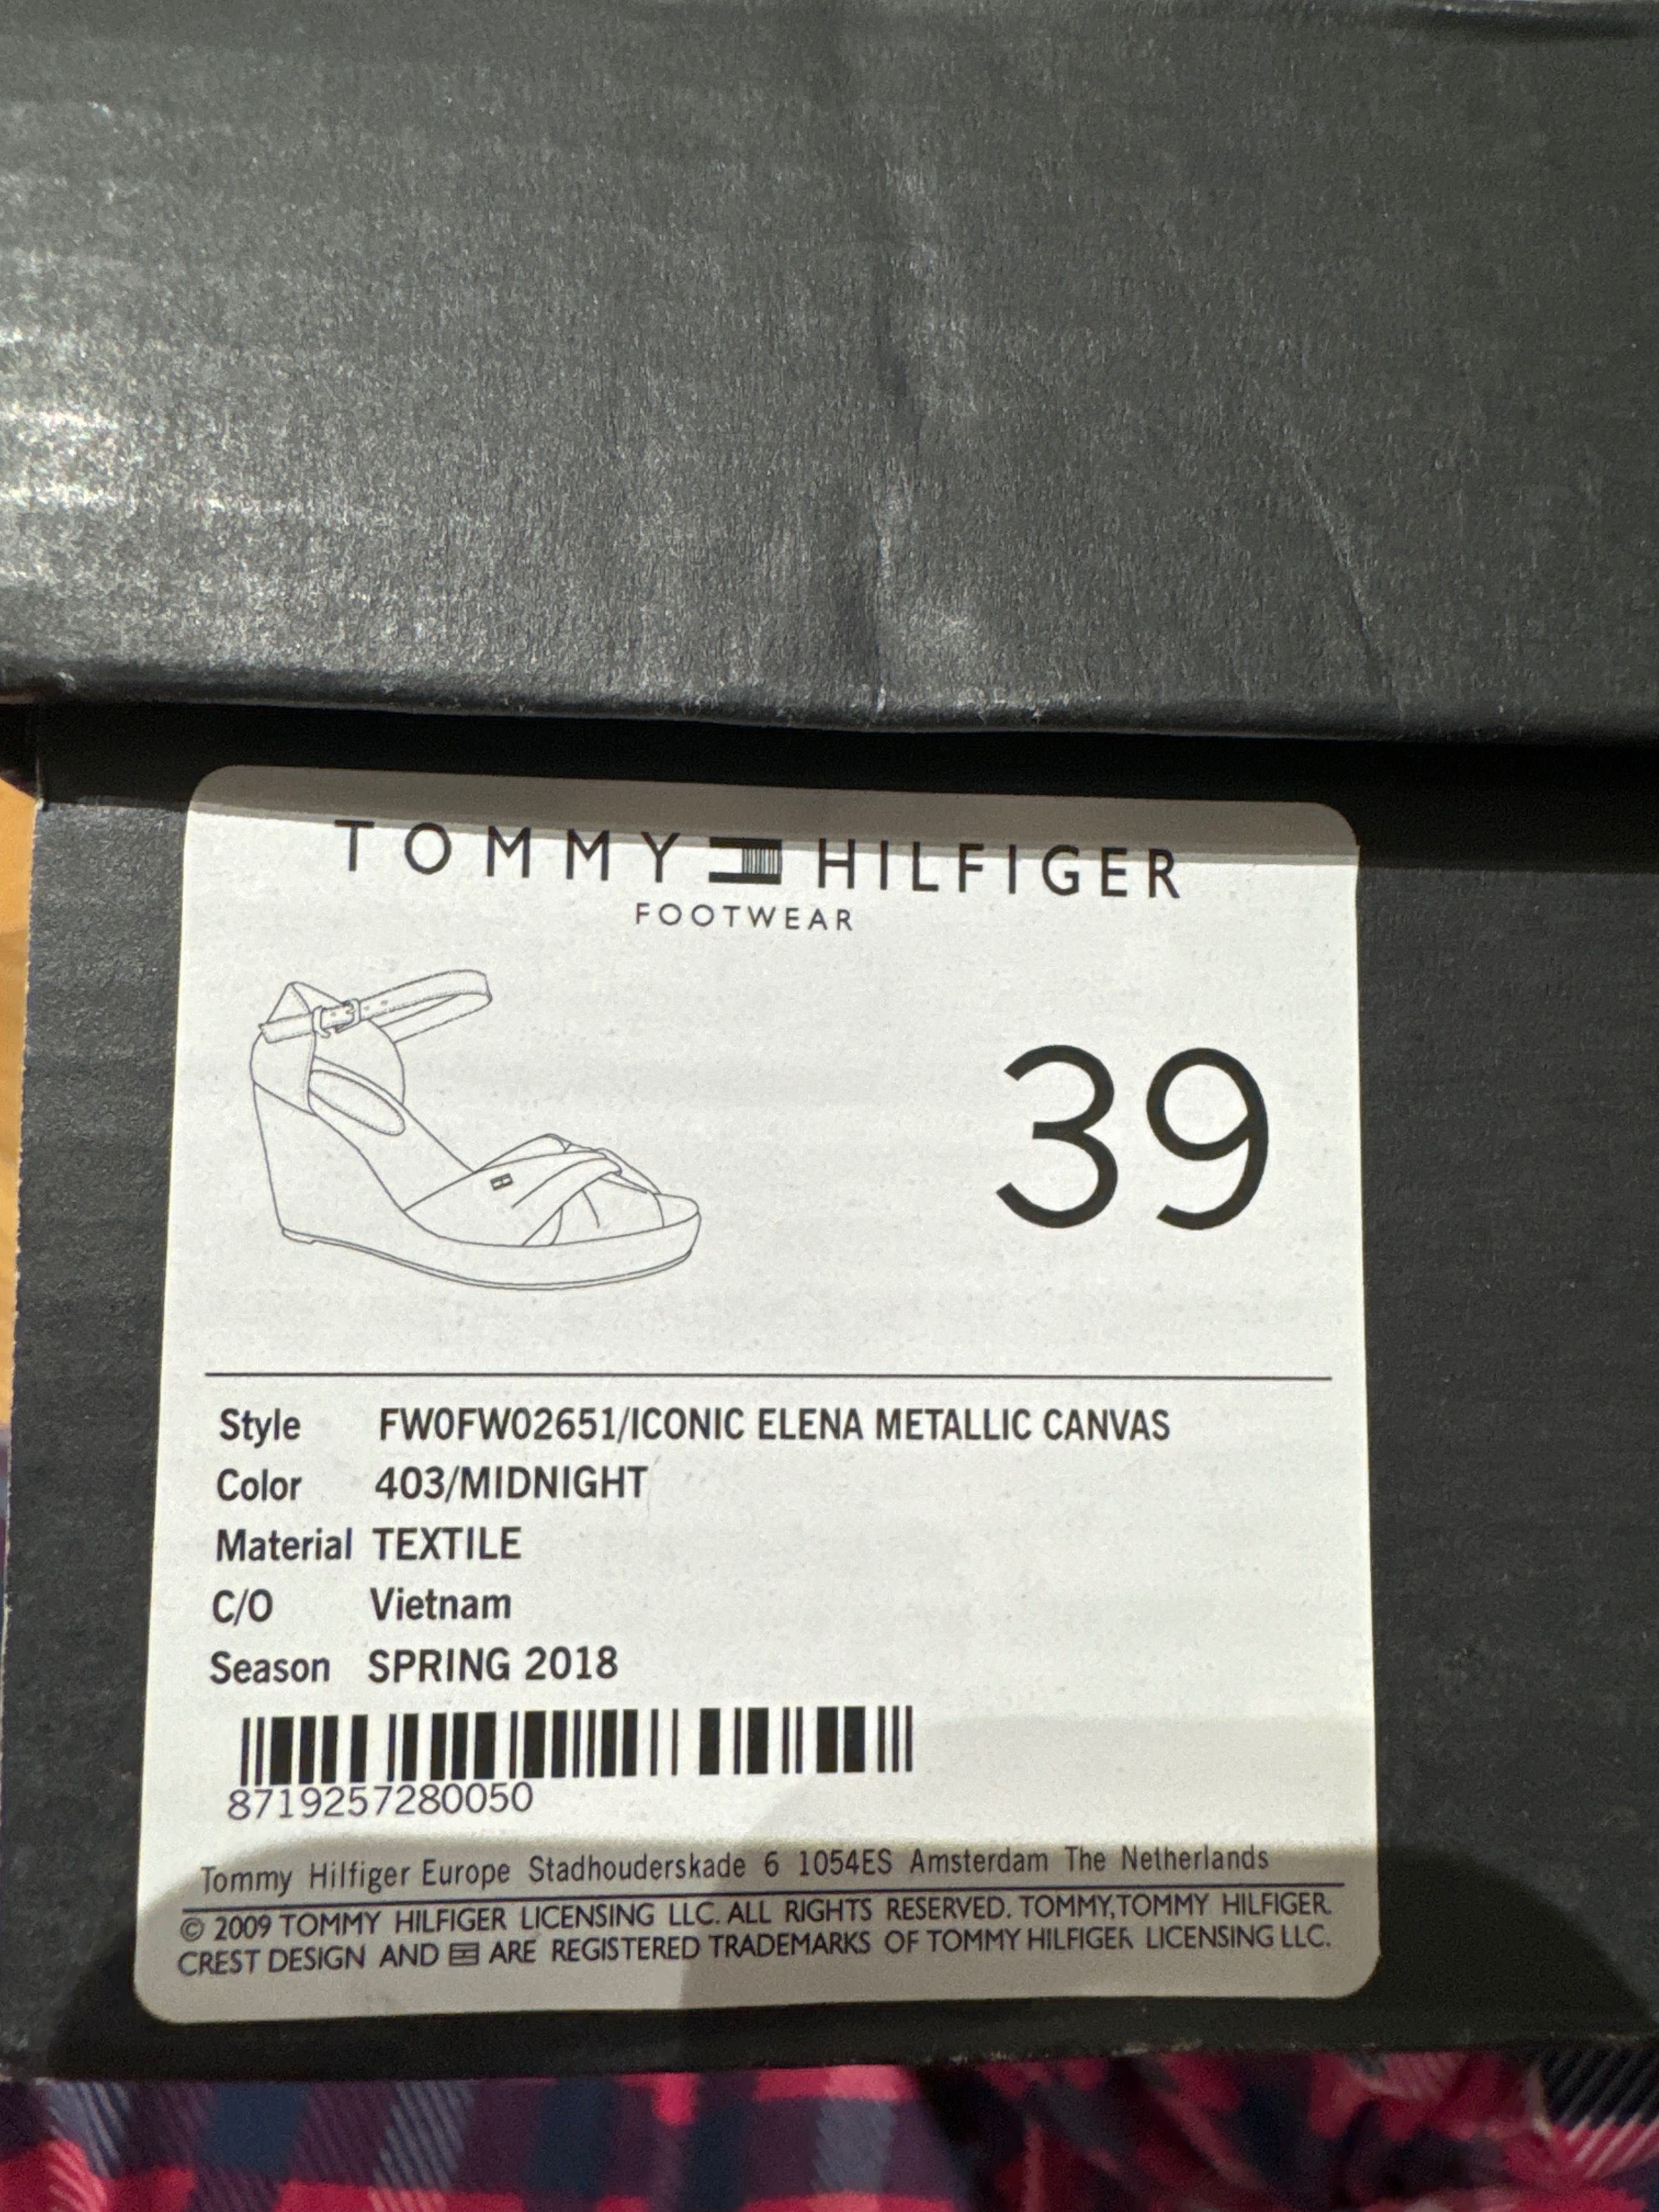 TOMMY HILFIGER
FOOTWEAR
39
Style FW0FW02651/ICONIC ELENA METALLIC CANVAS
Color 403/MIDNIGHT
Material TEXTILE
C/O Vietnam
Season SPRING 2018
8719257280050
Tommy Hilfiger Europe Stadhouderskade 6 1054ES Amsterdam The Netherlands
© 2009 TOMMY HILFIGER LICENSING LLC. ALL RIGHTS RESERVED. TOMMY,TOMMY HILFIGER.
CREST DESIGN AND ARE REGISTERED TRADEMARKS OF TOMMY HILFIGER LICENSING LLC.